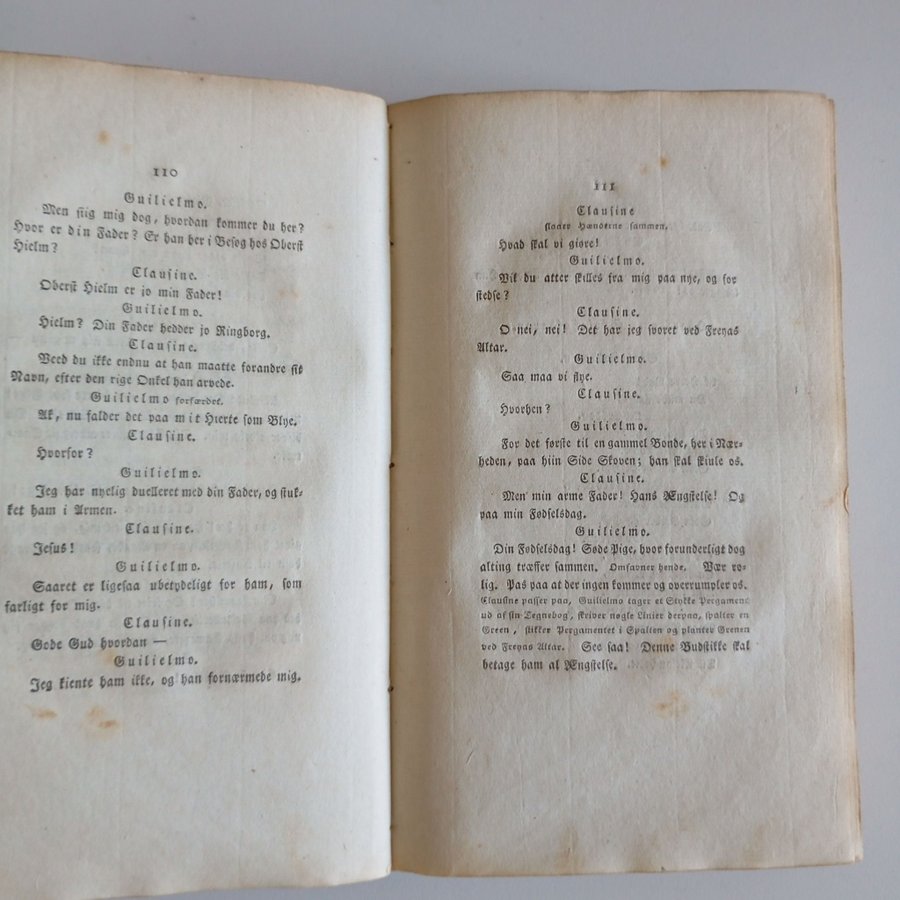 110
Guilielmo.
Men siig mig dog, hvordan kommer du her?
Hvor er din Fader? Er han her i Besøg hos Oberst
Hielm?
Clausine.
Oberst Hielm er jo min Fader!
Guilielmo.
Hielm? Din Fader hedder jo Ringborg.
Clausine.
Veed du ikke endnu at han maatte forandre sit
Navn, efter den rige Onkel han arvede.
Guilielmo forfærdet.
Ak, nu falder det paa mit Hierte som Blye.
Clausine.
Hvorfor?
Guilielmo.
Jeg har nyelig duelleret med din Fader, og stuk-
ket ham i Armen.
Clausine.
Jesus!
Guilielmo.
Saaret er ligesaa ubetydeligt for ham, som
farligt for mig.
Clausine.
Gode Gud hvordan —
Guilielmo.
Jeg kiente ham ikke, og han fornærmede mig.
111
Clausine
slaaer Hænderne sammen.
Hvad skal vi giøre!
Guilielmo.
Vil du atter skilles fra mig paa nye, og for
stedse?
Clausine.
O nei, nei! Det har jeg svoret ved Freyas
Altar.
Guilielmo.
Saa maa vi flye.
Clausine.
Hvorhen?
Guilielmo.
For det første til en gammel Bonde, her i Nær-
heden, paa hiin Side Skoven; han skal skiule os.
Clausine.
Men min arme Fader! Hans Ængstelse! Og
paa min Fødselsdag.
Guilielmo.
Din Fødselsdag! Søde Pige, hvor forunderligt dog
alting træffer sammen. Omfavner hende. Vær ro-
lig. Pas paa at der ingen kommer og overrumpler os.
Clausine passer paa, Guilielmo tager et Stykke Pergament
ud af sin Tegnebog, skriver nogle Linier derpaa, spalter en
Green, stikker Pergamentet i Spalten og planter Grenen
ved Freyas Altar. See saa! Denne Budstikke skal
betage ham al Ængstelse.